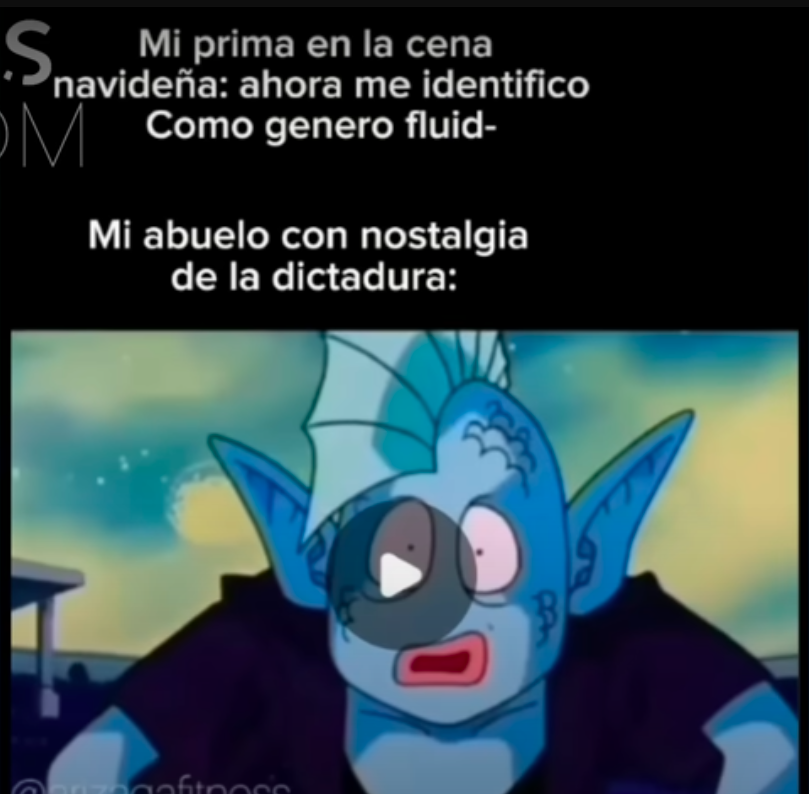 .S
OM
Mi prima en la cena
navideña: ahora me identifico
Como genero fluid-
Mi abuelo con nostalgia
de la dictadura: